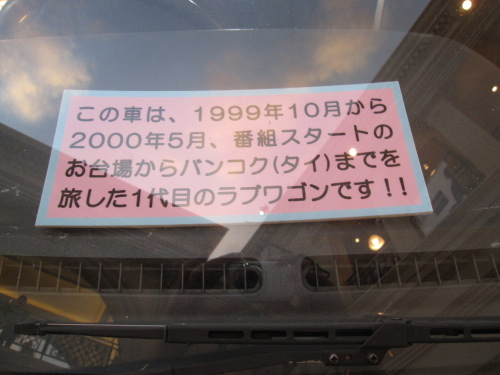 この車は、1999年10月から
2000年5月、番組スタートの
お台場からバンコク(タイ)までを
旅した1代目のラブワゴンです!!